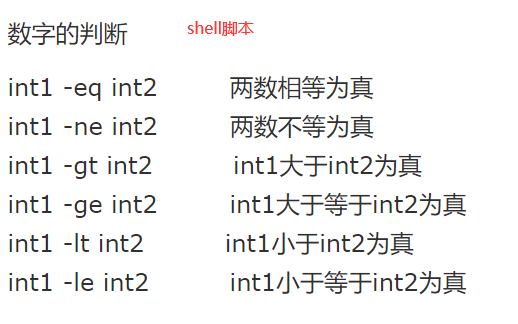 数字的判断 shell脚本
int1 -eq int2 两数相等为真
int1 -ne int2 两数不等为真
int1 -gt int2 int1大于int2为真
int1 -ge int2 int1大于等于int2为真
int1 -lt int2 int1小于int2为真
int1 -le int2 int1小于等于int2为真